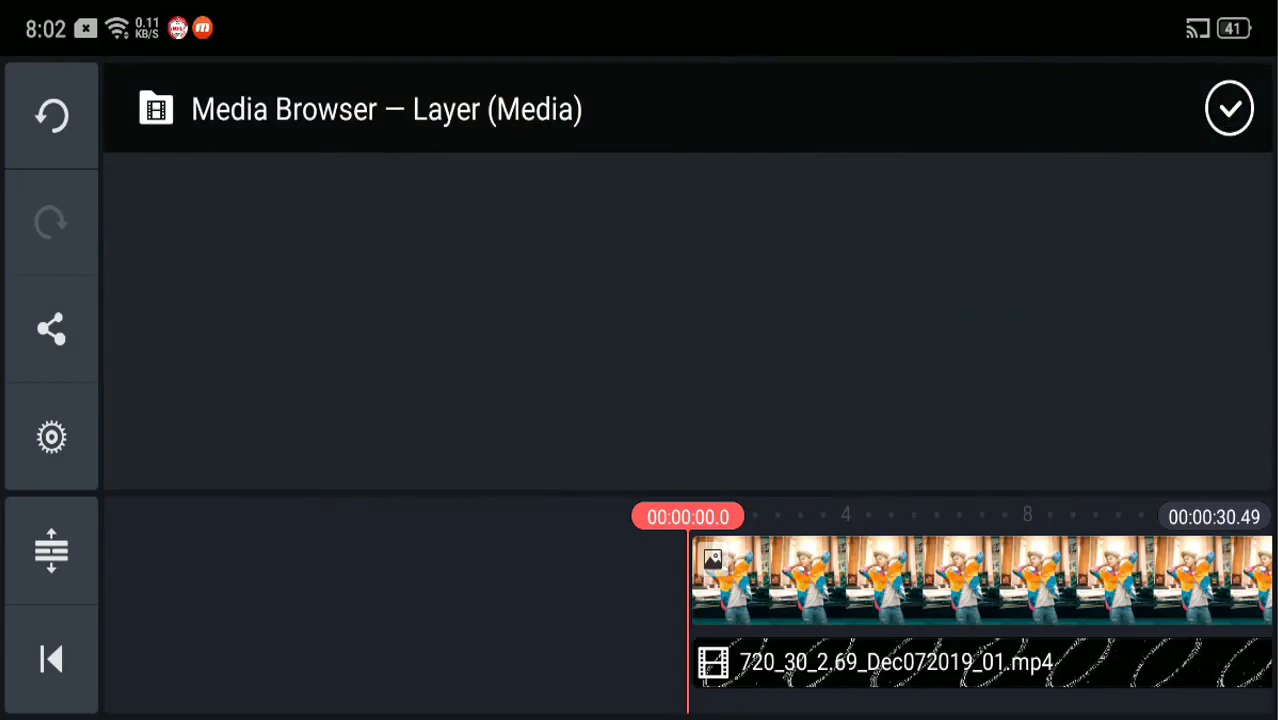 8:02
0.11
KB/S
41
Media Browser — Layer (Media)
00:00:00.0
4
8
00:00:30.49
720_30_2.69_Dec072019_01.mp4